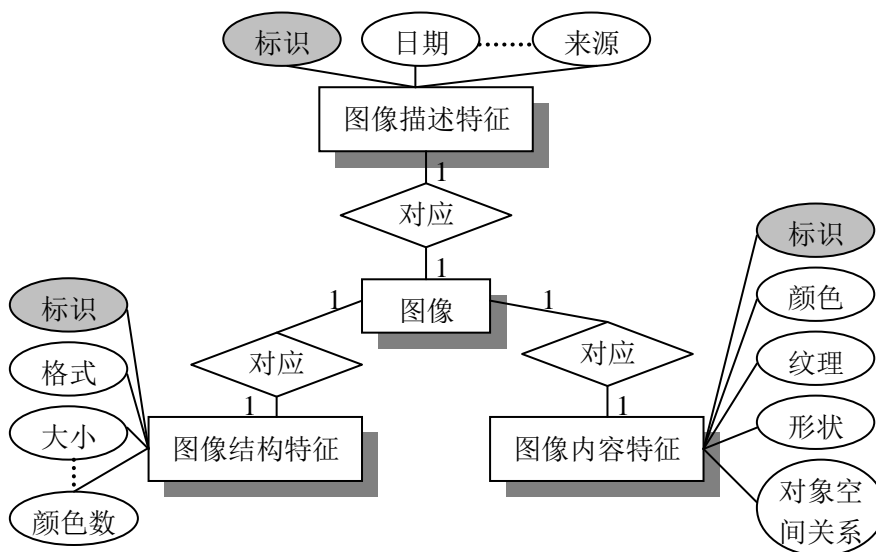 标识
日期
来源
图像描述特征
1
对应
1
图像
1
1
对应
对应
1
1
图像结构特征
图像内容特征
标识
格式
大小
颜色数
标识
颜色
纹理
形状
对象空
间关系